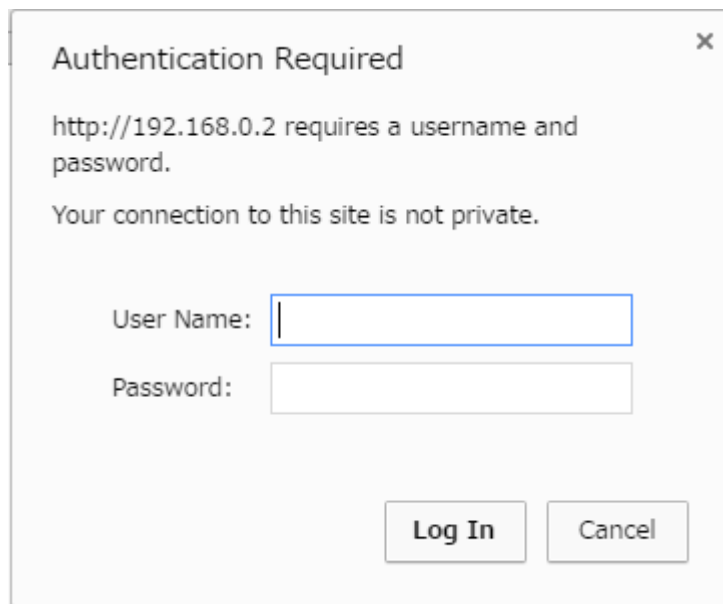 Authentication Required
http://192.168.0.2 requires a username and
password.
Your connection to this site is not private.
User Name:
Password:
Log In
Cancel